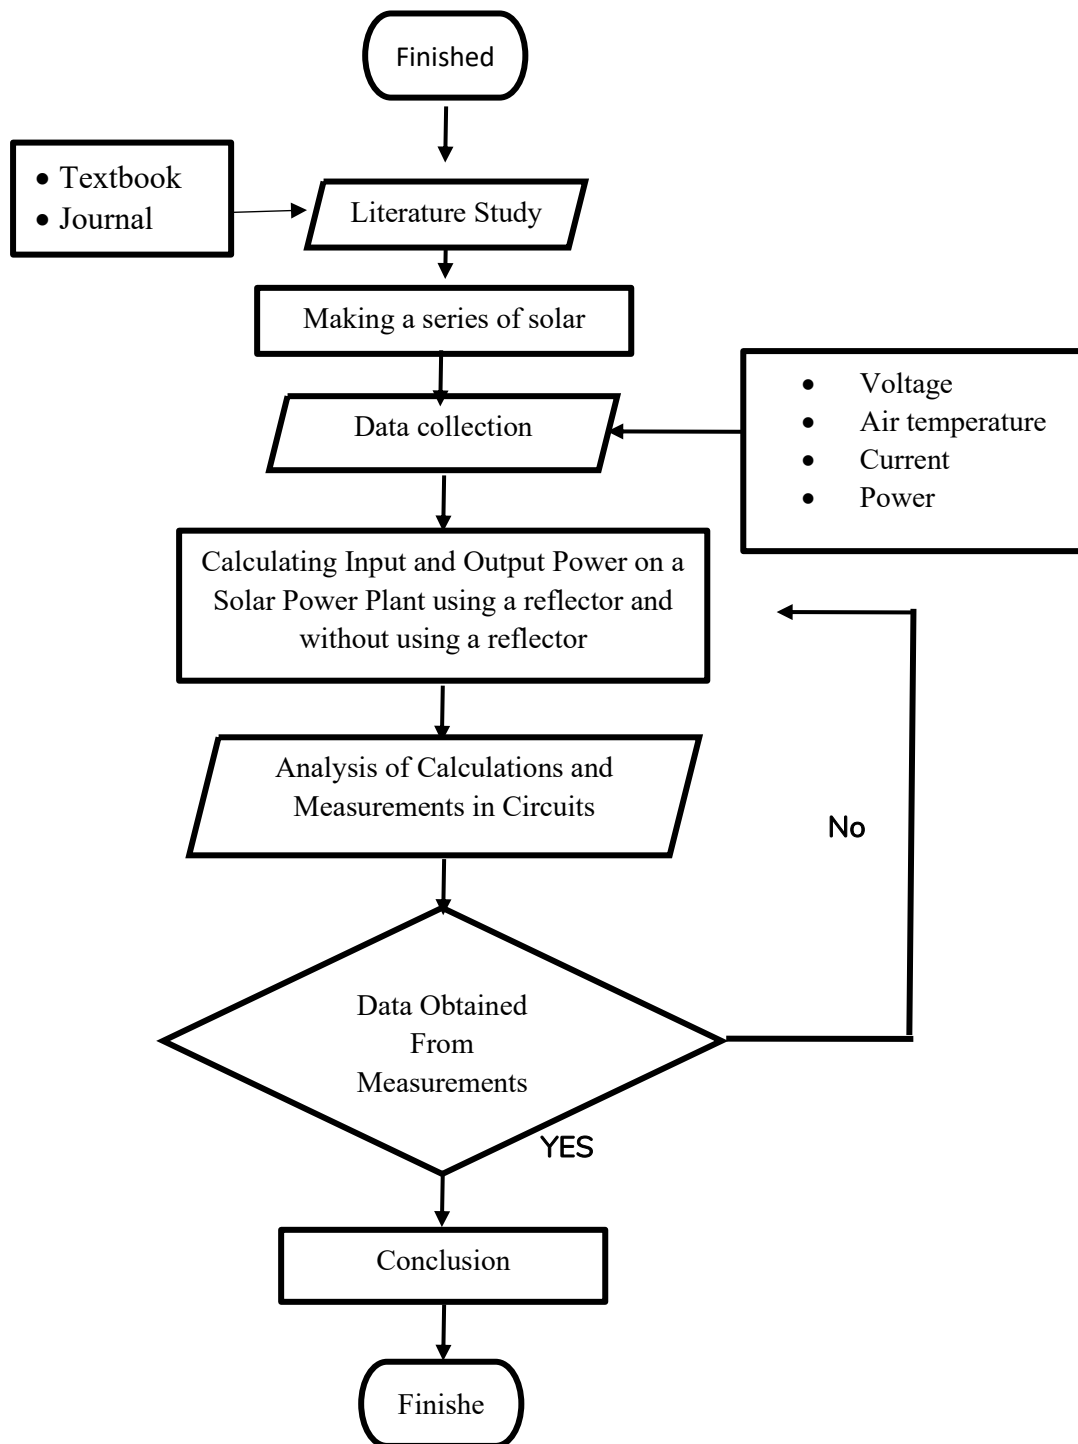 Finished
• Textbook
• Journal
Literature Study
Making a series of solar
Data collection
• Voltage
• Air temperature
• Current
• Power
Calculating Input and Output Power on a
Solar Power Plant using a reflector and
without using a reflector
Analysis of Calculations and
Measurements in Circuits
No
Data Obtained
From
Measurements
YES
Conclusion
Finishe